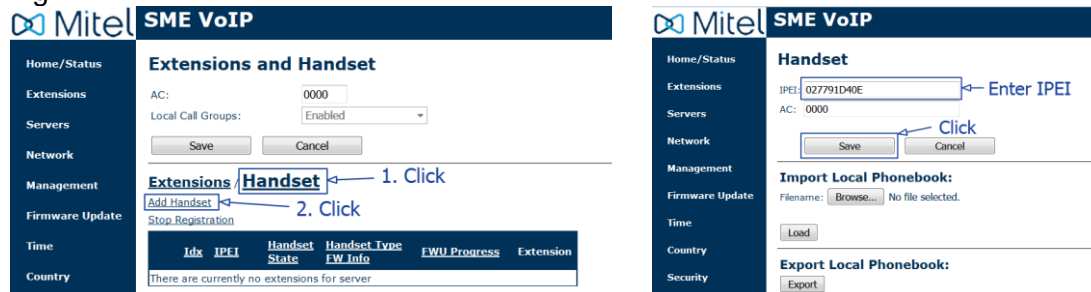 Mitel
SME VoIP
Home/Status
Extensions
Servers
Network
Management
Firmware Update
Time
Country
Extensions and Handset
AC: 0000
Local Call Groups: Enabled
Save Cancel
Extensions / Handset
1. Click
Add Handset
2. Click
Stop Registration
Idx IPEI Handset State Handset Type FW Info FWU Progress Extension
There are currently no extensions for server
Mitel
SME VoIP
Home/Status
Extensions
Servers
Network
Management
Firmware Update
Time
Country
Security
Handset
IPEI: 027791D40E
Enter IPEI
AC: 0000
Click
Save Cancel
Import Local Phonebook:
Filename: Browse... No file selected.
Load
Export Local Phonebook:
Export